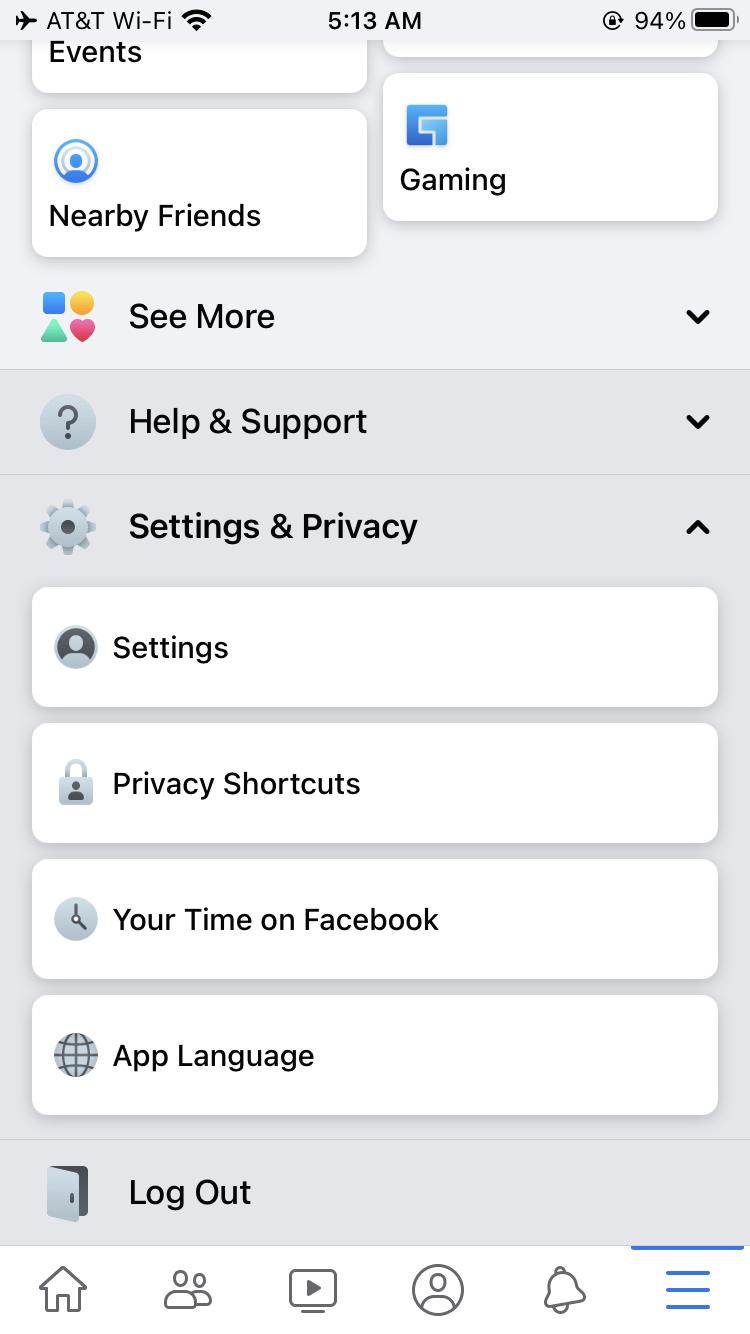 AT&T Wi-Fi 5:13 AM 94%
Events
Nearby Friends
Gaming
See More
Help & Support
Settings & Privacy
Settings
Privacy Shortcuts
Your Time on Facebook
App Language
Log Out